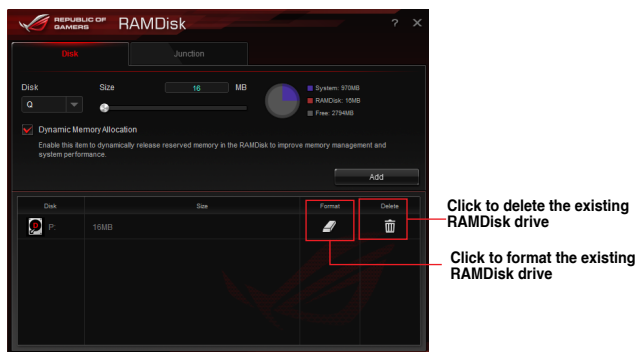 REPUBLIC OF
GAMERS
RAMDisk
? ×
Disk
Junction
Disk
Size
16
MB
Q
System: 970MB
RAMDisk: 16MB
Free: 2794MB
Dynamic Memory Allocation
Enable this item to dynamically release reserved memory in the RAMDisk to improve memory management and
system performance.
Add
Disk
Size
Format
Delete
P:
16MB
Click to delete the existing
RAMDisk drive
Click to format the existing
RAMDisk drive